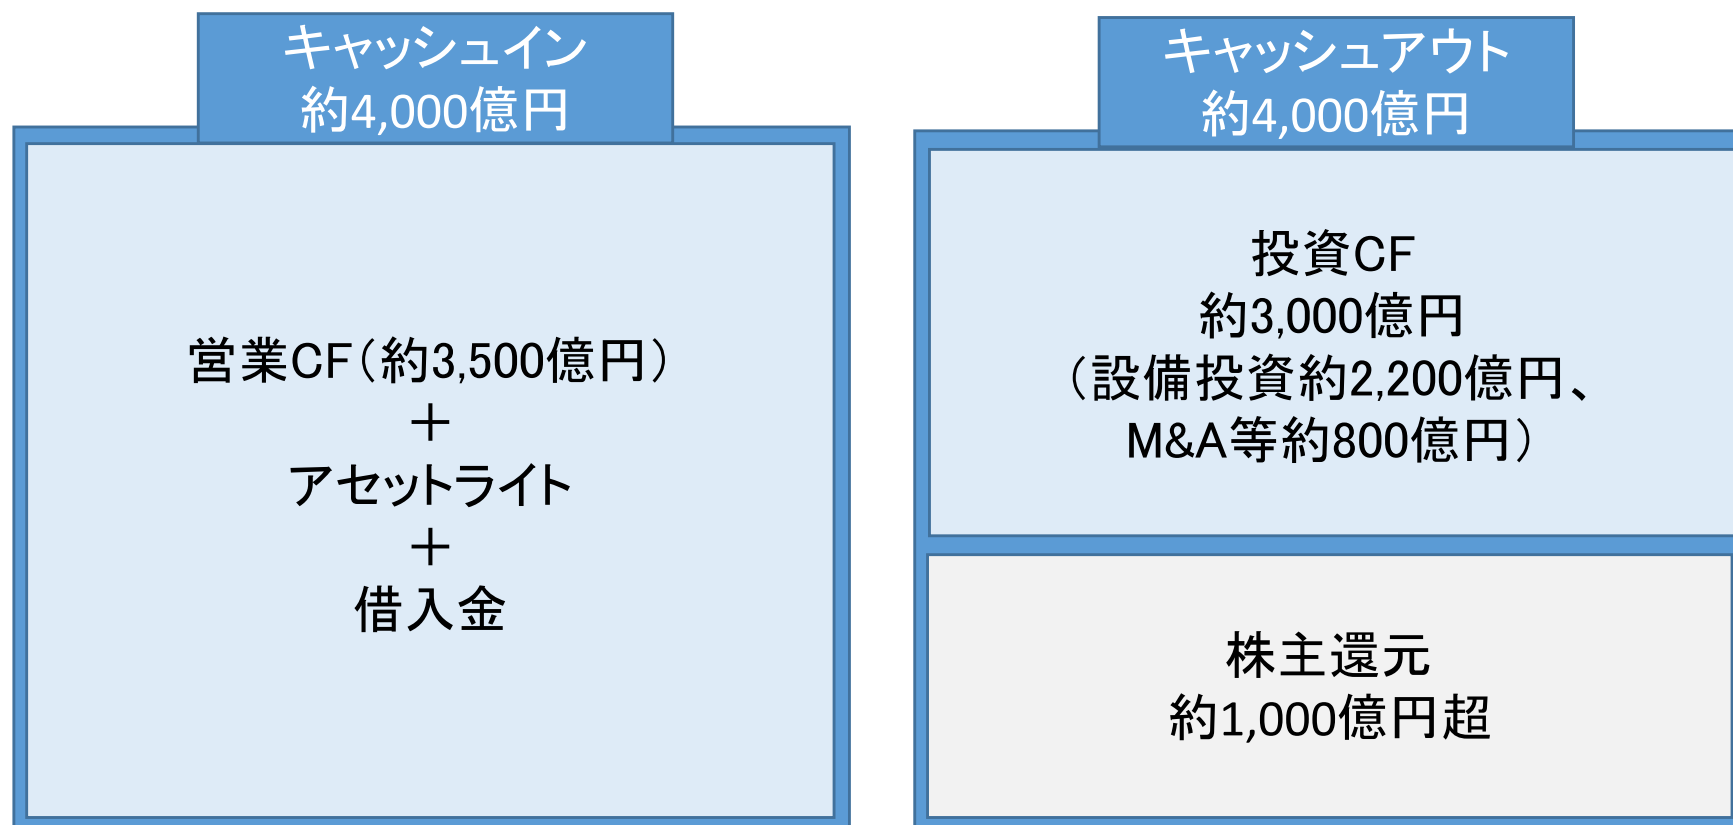 キャッシュイン
約4,000億円
営業CF（約3,500億円）
＋
アセットライト
＋
借入金
キャッシュアウト
約4,000億円
投資CF
約3,000億円
（設備投資約2,200億円、
M&A等約800億円）
株主還元
約1,000億円超